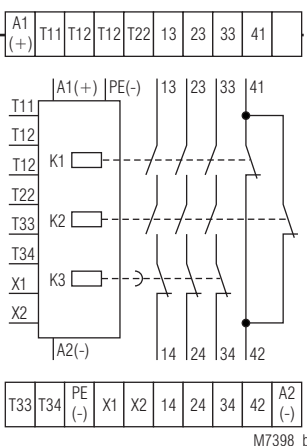 A1 (+) T11 T12 T12 T22 13 23 33 41
A1(+) PE(-) 13 23 33 41
T11
T12
T12
K1
T22
K2
T33
T34
K3
X1
X2
A2(-) 14 24 34 42
T33 T34 PE (-) X1 X2 14 24 34 42 A2 (-)
M7398_b